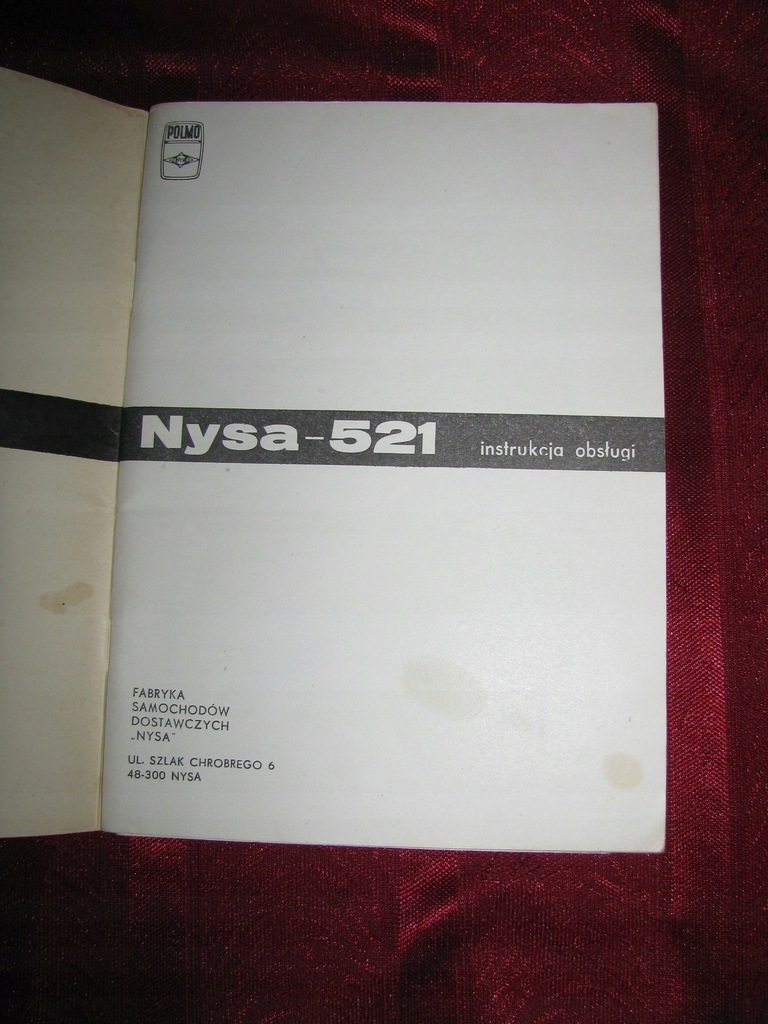 POLMO
Nysa-521 instrukcja obsługi
FABRYKA
SAMOCHODÓW
DOSTAWCZYCH
„NYSA"
UL. SZLAK CHROBREGO 6
48-300 NYSA